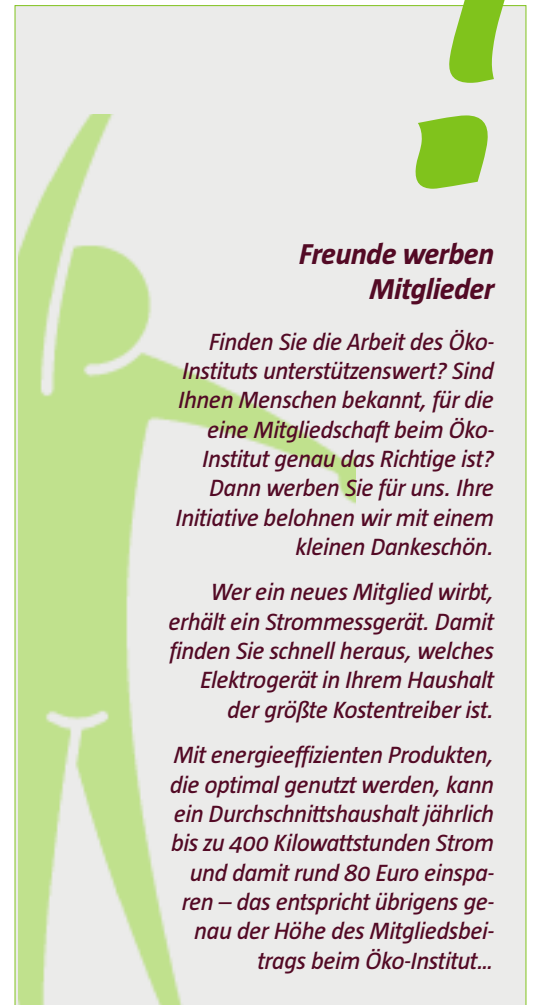 Freunde werben
Mitglieder
Finden Sie die Arbeit des Öko-
Instituts unterstützenswert? Sind
Ihnen Menschen bekannt, für die
eine Mitgliedschaft beim Öko-
Institut genau das Richtige ist?
Dann werben Sie für uns. Ihre
Initiative belohnen wir mit einem
kleinen Dankeschön.
Wer ein neues Mitglied wirbt,
erhält ein Strommessgerät. Damit
finden Sie schnell heraus, welches
Elektrogerät in Ihrem Haushalt
der größte Kostentreiber ist.
Mit energieeffizienten Produkten,
die optimal genutzt werden, kann
ein Durchschnittshaushalt jährlich
bis zu 400 Kilowattstunden Strom
und damit rund 80 Euro einspa-
ren – das entspricht übrigens ge-
nau der Höhe des Mitgliedsbei-
trags beim Öko-Institut...